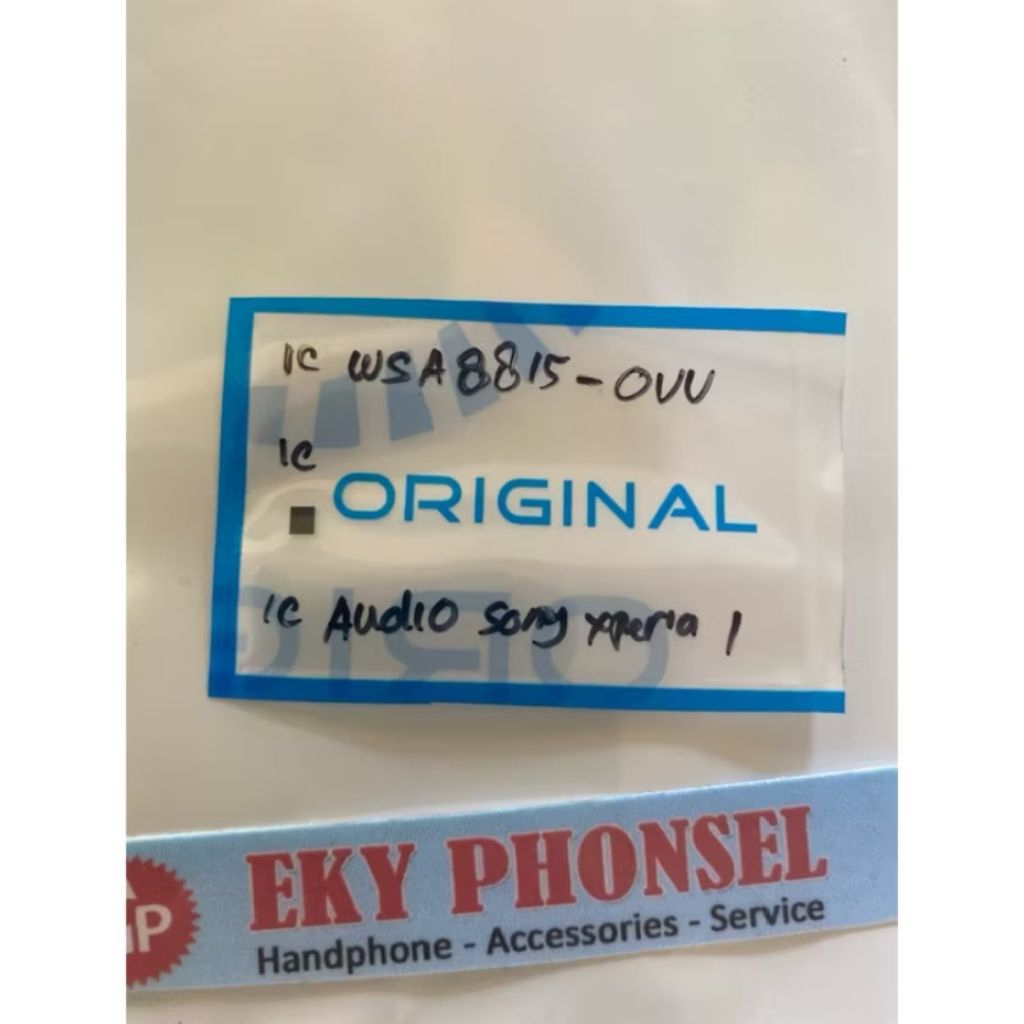 IC WSA8815-OVV
IC
ORIGINAL
IC Audio Sony xperia 1
EKY PHONSEL
Handphone - Accessories - Service